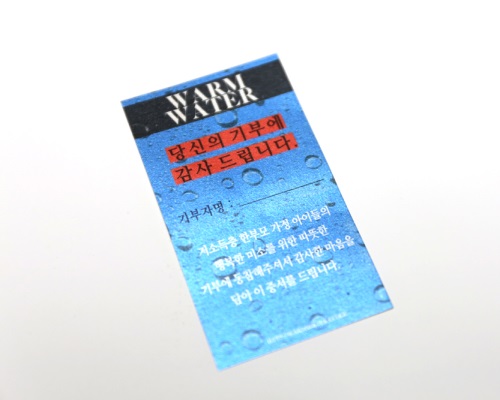 WARM
WATER
당신의 기부에
감사 드립니다.
기부자명 :
저소득층 한부모 가정 아이들의
행복한 미소를 위한 따뜻한
기부에 동참해주셔서 감사한 마음을
담아 이 증서를 드립니다.